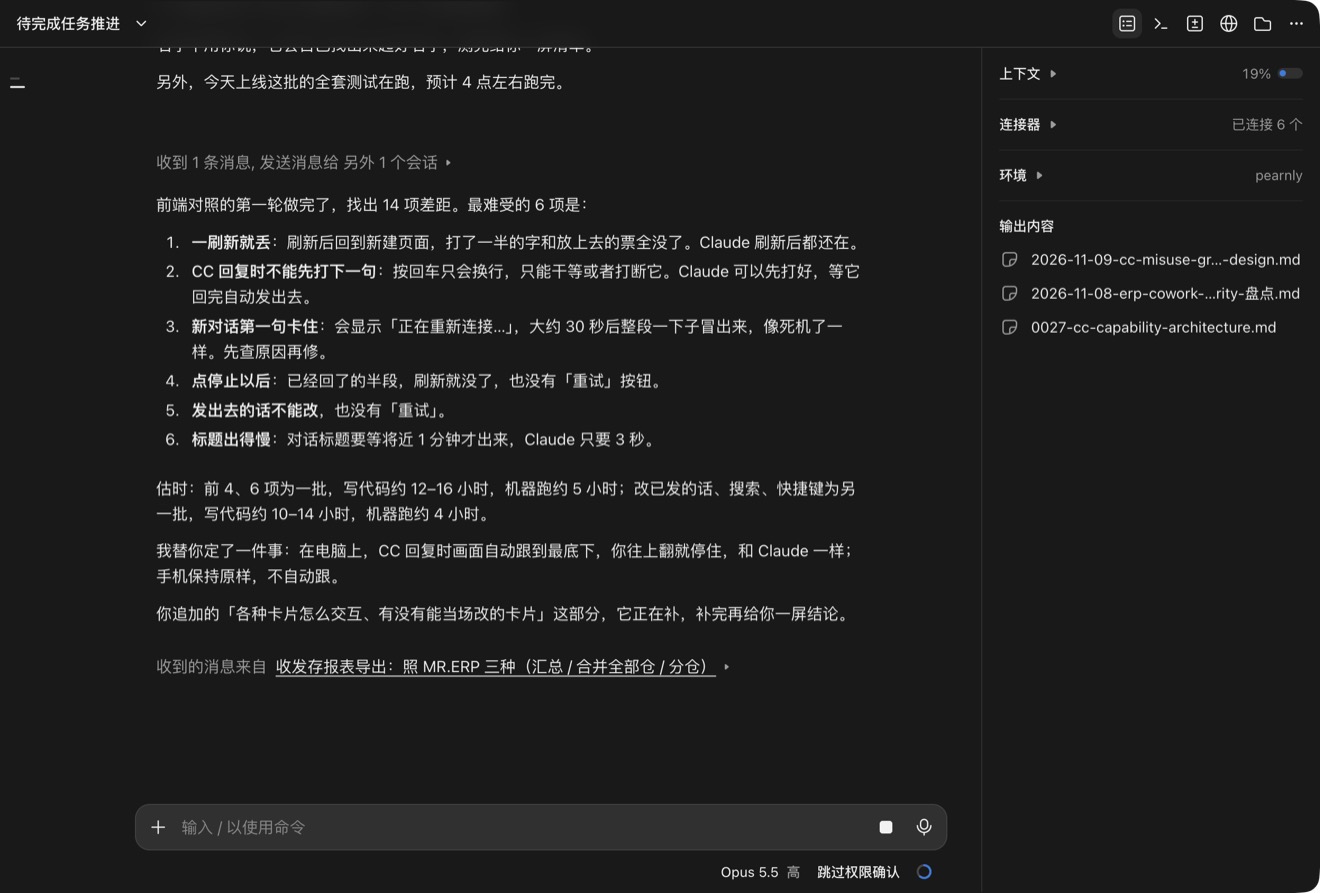 待完成任务推进
另外，今天上线这批的全套测试在跑，预计 4 点左右跑完。
收到 1 条消息, 发送消息给 另外 1 个会话
前端对照的第一轮做完了，找出 14 项差距。最难受的 6 项是：
1. 一刷新就丢：刷新后回到新建页面，打了一半的字和放上去的票全没了。Claude 刷新后都还在。
2. CC 回复时不能先打下一句：按回车只会换行，只能干等或者打断它。Claude 可以先打好，等它
回完自动发出去。
3. 新对话第一句卡住：会显示「正在重新连接…」，大约 30 秒后整段一下子冒出来，像死机了一
样。先查原因再修。
4. 点停止以后：已经回了的半段，刷新就没了，也没有「重试」按钮。
5. 发出去的话不能改，也没有「重试」。
6. 标题出得慢：对话标题要等将近 1 分钟才出来，Claude 只要 3 秒。
估时：前 4、6 项为一批，写代码约 12–16 小时，机器跑约 5 小时；改已发的话、搜索、快捷键为另
一批，写代码约 10–14 小时，机器跑约 4 小时。
我替你定了一件事：在电脑上，CC 回复时画面自动跟到最底下，你往上翻就停住，和 Claude 一样；
手机保持原样，不自动跟。
你追加的「各种卡片怎么交互、有没有能当场改的卡片」这部分，它正在补，补完再给你一屏结论。
收到的消息来自 收发存报表导出：照 MR.ERP 三种（汇总 / 合并全部仓 / 分仓）
输入 / 以使用命令
Opus 5.5 高 跳过权限确认
上下文 19%
连接器 已连接 6 个
环境 pearnly
输出内容
2026-11-09-cc-misuse-gr...-design.md
2026-11-08-erp-cowork-...rity-盘点.md
0027-cc-capability-architecture.md